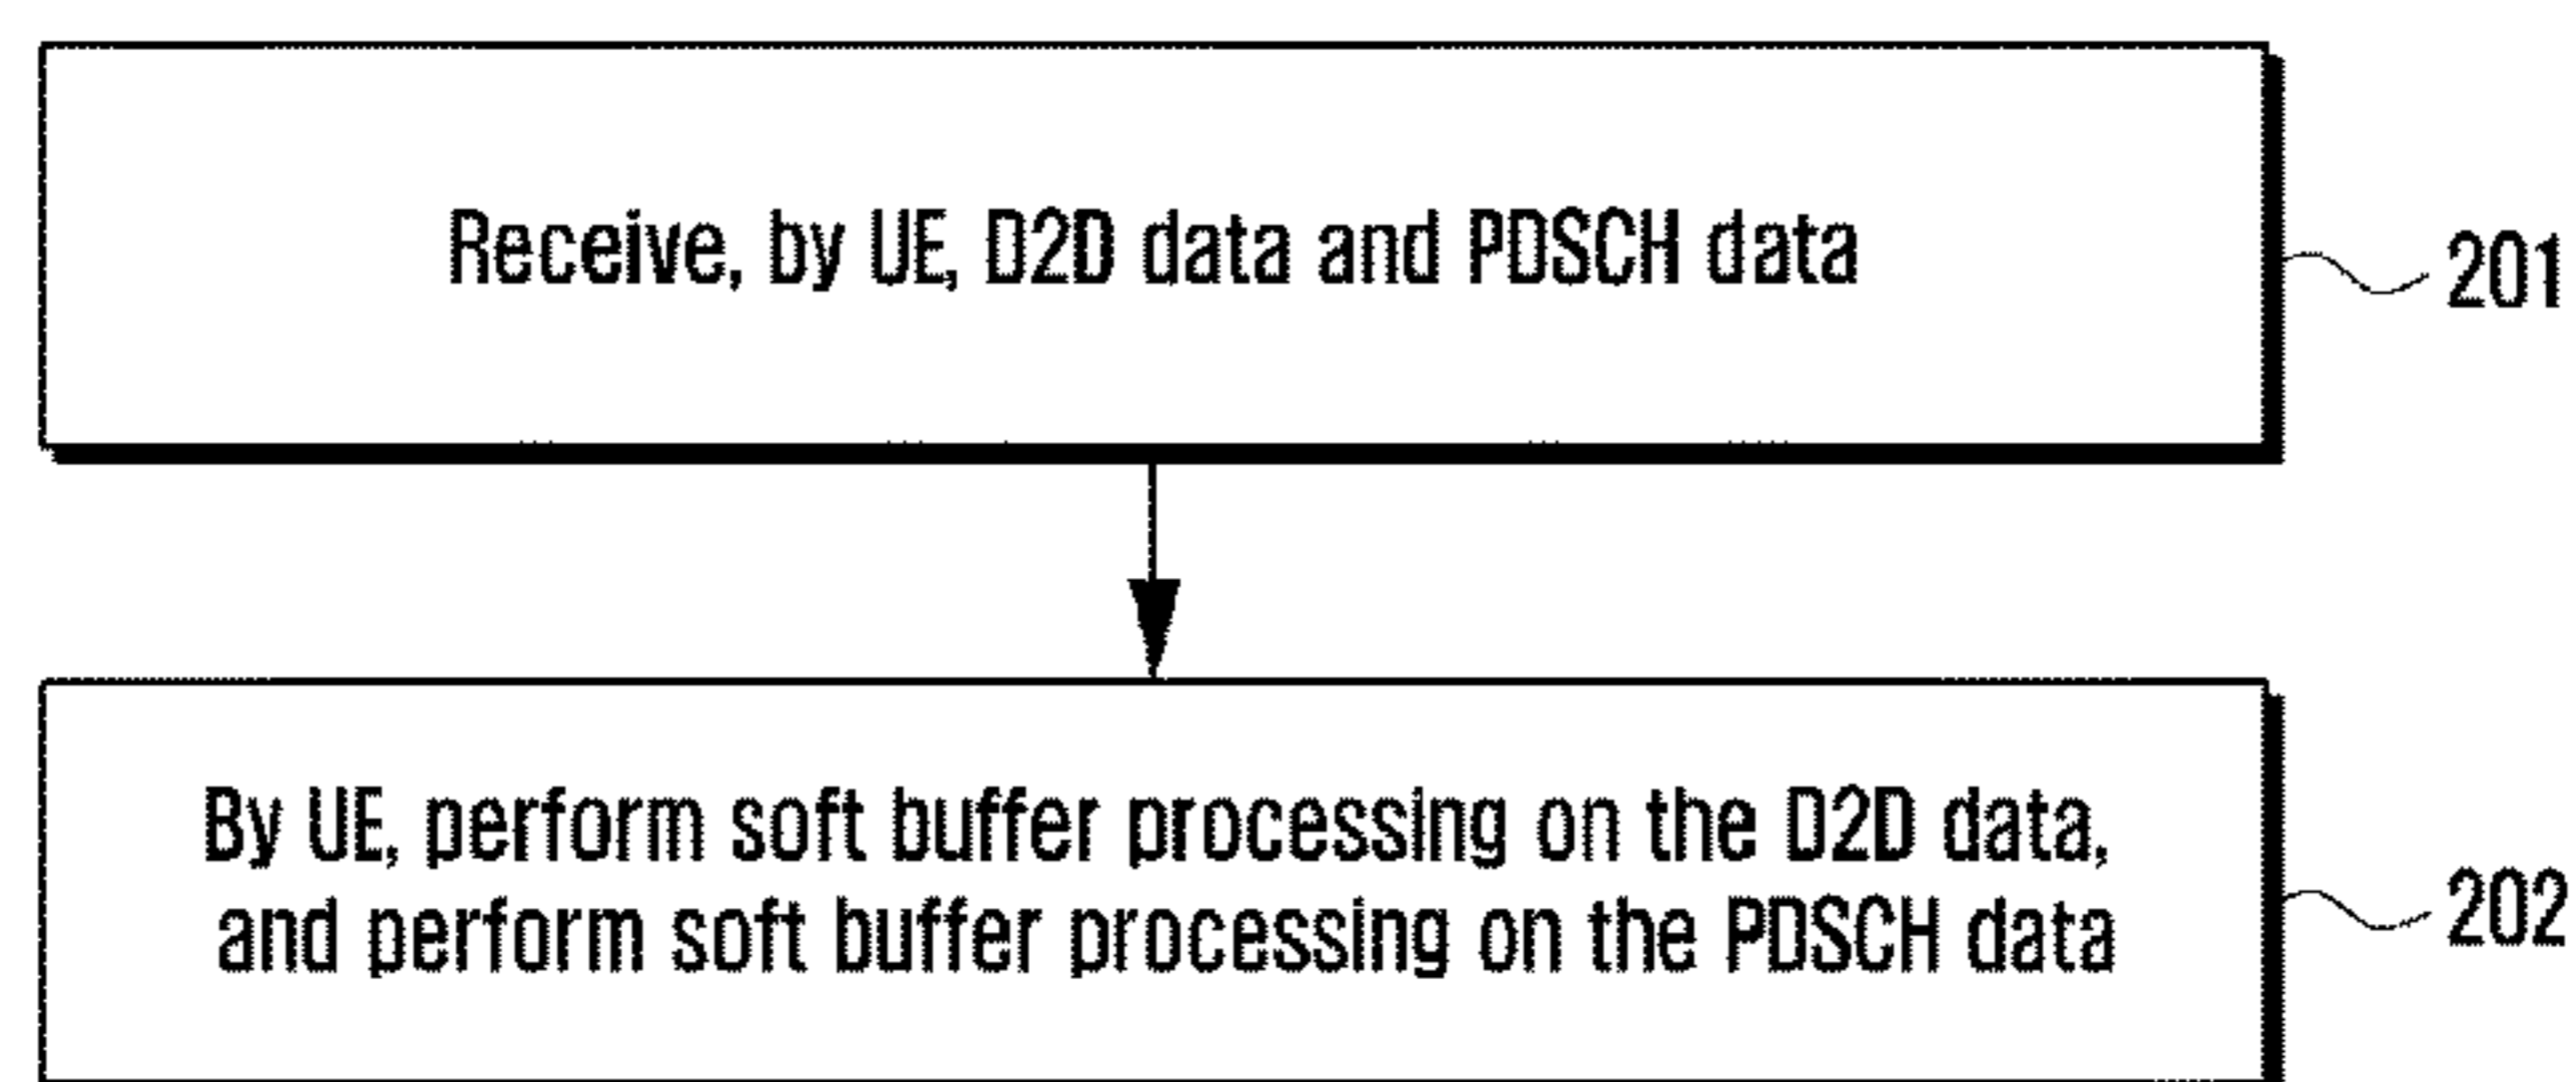 Receive, by UE, D2D data and PDSCH data
201
By UE, perform soft buffer processing on the D2D data,
and perform soft buffer processing on the PDSCH data
202